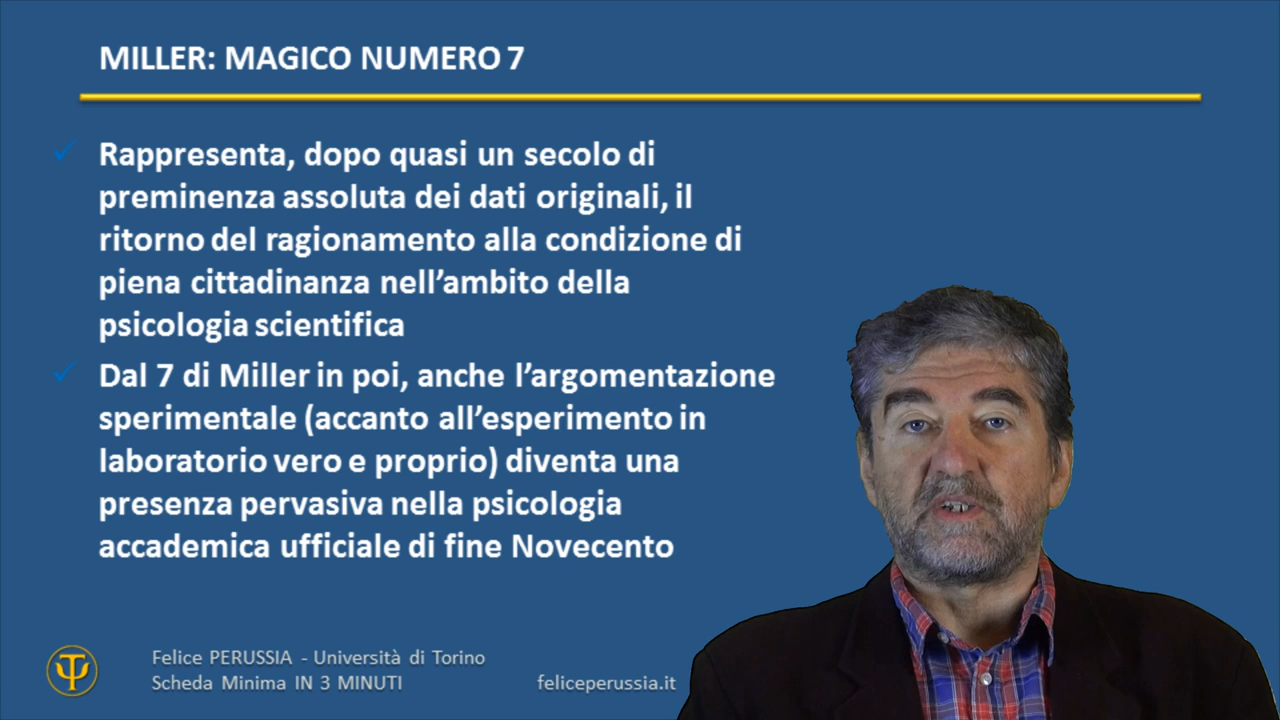 MILLER: MAGICO NUMERO 7
Rappresenta, dopo quasi un secolo di
preminenza assoluta dei dati originali, il
ritorno del ragionamento alla condizione di
piena cittadinanza nell’ambito della
psicologia scientifica
Dal 7 di Miller in poi, anche l’argomentazione
sperimentale (accanto all’esperimento in
laboratorio vero e proprio) diventa una
presenza pervasiva nella psicologia
accademica ufficiale di fine Novecento
Felice PERUSSIA - Università di Torino
Scheda Minima IN 3 MINUTI
feliceperussia.it